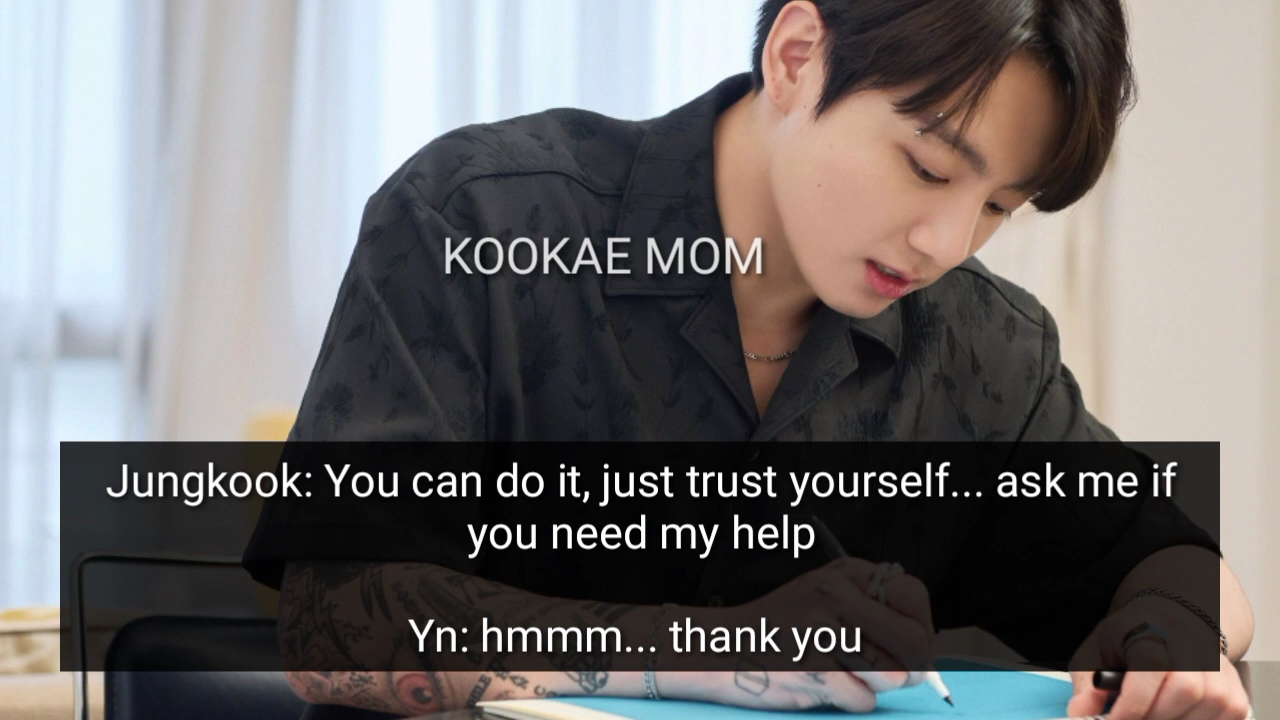 KOOKAE MOM
Jungkook: You can do it, just trust yourself... ask me if
you need my help
Yn: hmmm... thank you